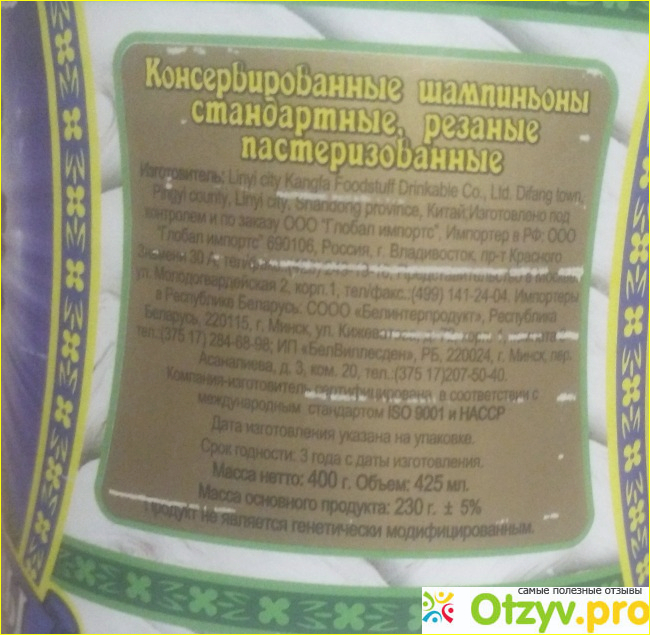 Консервированные шампиньоны
стандартные, резаные
пастеризованные
Изготовитель: Linyi city Kangfa Foodstuff Drinkable Co., Ltd. Difang town,
Pingyi county, Linyi city, Shandong province, Китай.Изготовлено под
контролем и по заказу ООО "Глобал импортс". Импортер в РФ: ООО
"Глобал импортс" 690106, Россия, г. Владивосток, пр-т Красного
Знамени 30 А, тел/факс.:
ул. Молодогвардейская 2, корп.1, тел/факс.:(499) 141-24-04. Импортеры
в Республике Беларусь: СООО «Белинтерпродукт», Республика
Беларусь, 220115, г. Минск, ул.
тел.:(375 17) 284-68-98; ИП «БелВиллесден», РБ, 220024, г. Минск, пер.
Асаналиева, д. 3, ком. 20, тел.:(375 17)207-50-40.
Компания-изготовитель сертифицирована в соответствии с
международным стандартом ISO 9001 и HACCP
Дата изготовления указана на упаковке.
Срок годности: 3 года с даты изготовления.
Масса нетто: 400 г. Объем: 425 мл.
Масса основного продукта: 230 г. ± 5%
Продукт не является генетически модифицированным.
самые полезные отзывы
Otzyv.pro